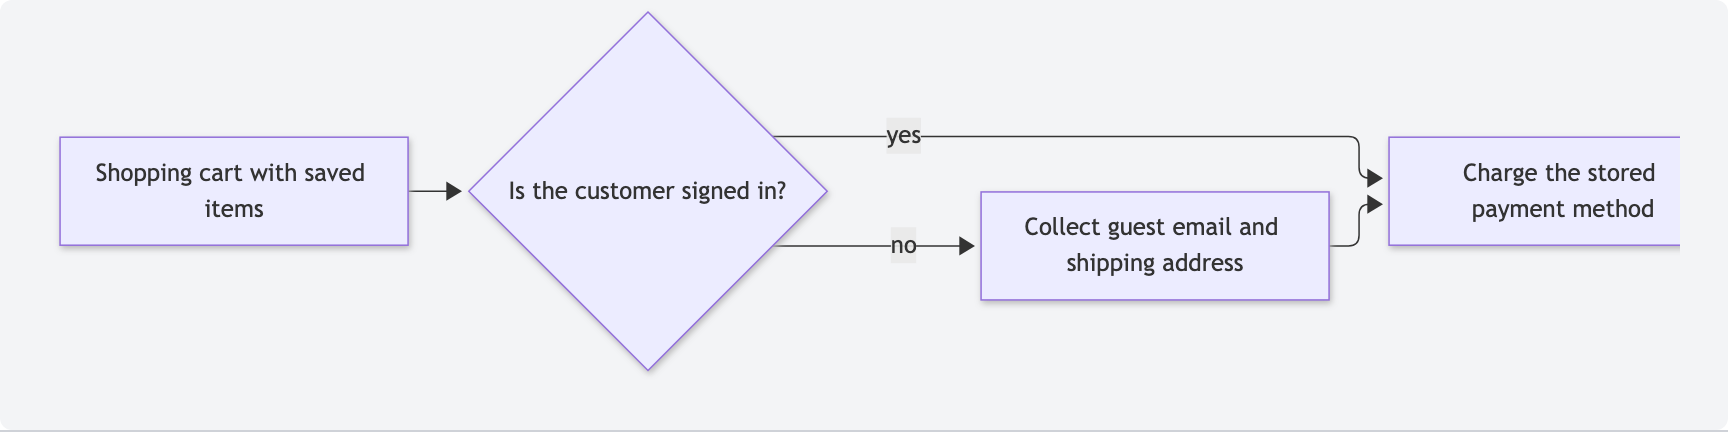 Shopping cart with saved
items
Is the customer signed in?
yes
no
Collect guest email and
shipping address
Charge the stored
payment method